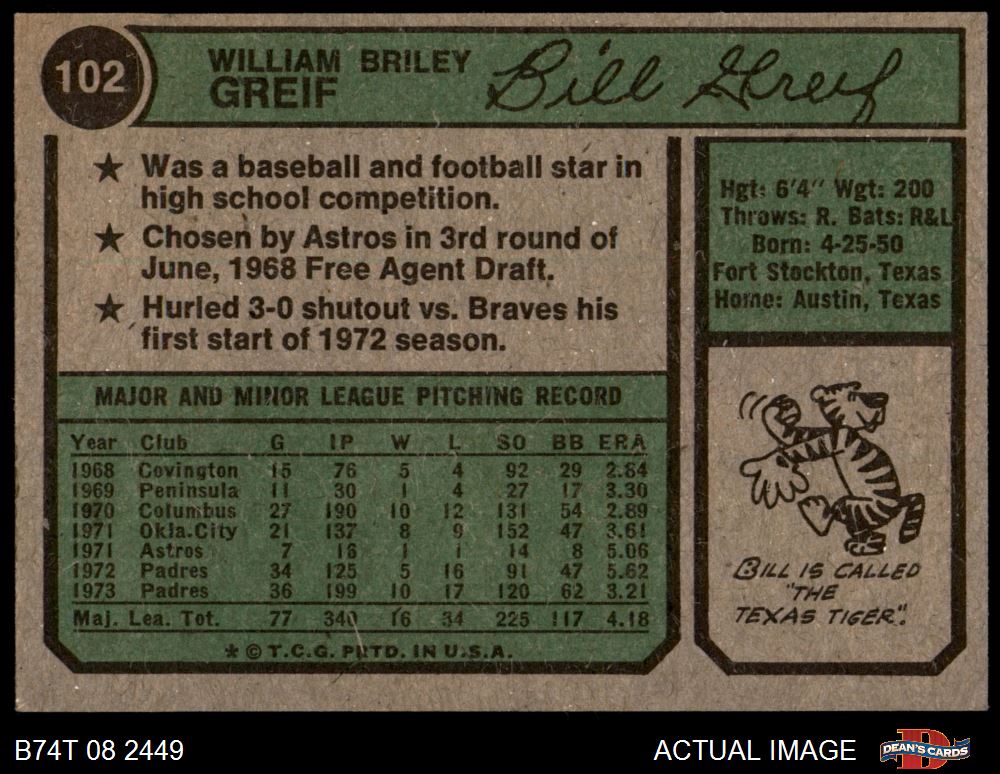 102
WILLIAM BRILEY
GREIF
Bill Greif
★ Was a baseball and football star in
high school competition.
★ Chosen by Astros in 3rd round of
June, 1968 Free Agent Draft.
★ Hurled 3-0 shutout vs. Braves his
first start of 1972 season.
MAJOR AND MINOR LEAGUE PITCHING RECORD
Year Club G IP W L SO BB ERA
1968 Covington 15 76 5 4 92 29 2.84
1969 Peninsula 11 30 1 4 27 17 3.30
1970 Columbus 27 190 10 12 131 54 2.89
1971 Okla.City 21 137 8 9 152 47 3.61
1971 Astros 7 16 1 1 14 8 5.06
1972 Padres 34 125 5 16 91 47 5.62
1973 Padres 36 199 10 17 120 62 3.21
Maj. Lea. Tot. 77 340 16 34 225 117 4.18
* © T.C.G. PRTD. IN U.S.A.
Hgt: 6'4" Wgt: 200
Throws: R. Bats: R&L
Born: 4-25-50
Fort Stockton, Texas
Home: Austin, Texas
BILL IS CALLED
"THE
TEXAS TIGER".
B74T 08 2449
ACTUAL IMAGE
DEAN'S CARDS